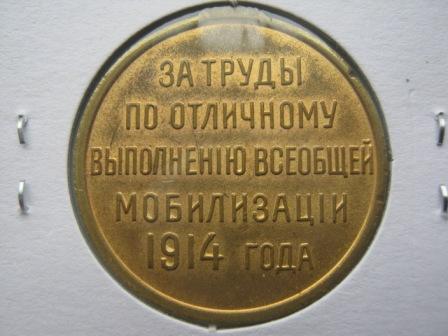 ЗА ТРУДЫ
ПО ОТЛИЧНОМУ
ВЫПОЛНЕНІЮ ВСЕОБЩЕЙ
МОБИЛИЗАЦІИ
1914 ГОДА